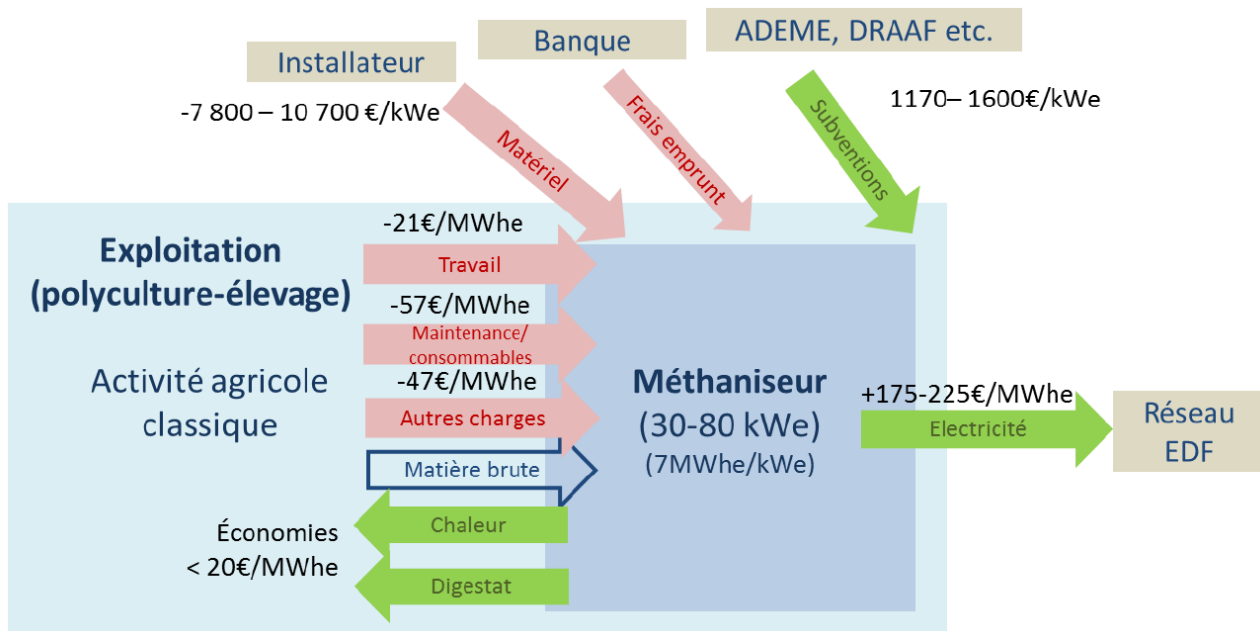 Banque
ADEME, DRAAF etc.
Installateur
-7 800 – 10 700 €/kWe
1170– 1600€/kWe
Matériel
Frais emprunt
Subventions
Exploitation
(polyculture-élevage)
Activité agricole
classique
-21€/MWhe
Travail
-57€/MWhe
Maintenance/
consommables
-47€/MWhe
Autres charges
Matière brute
Chaleur
Économies
< 20€/MWhe
Digestat
Méthaniseur
(30-80 kWe)
(7MWhe/kWe)
+175-225€/MWhe
Electricité
Réseau
EDF